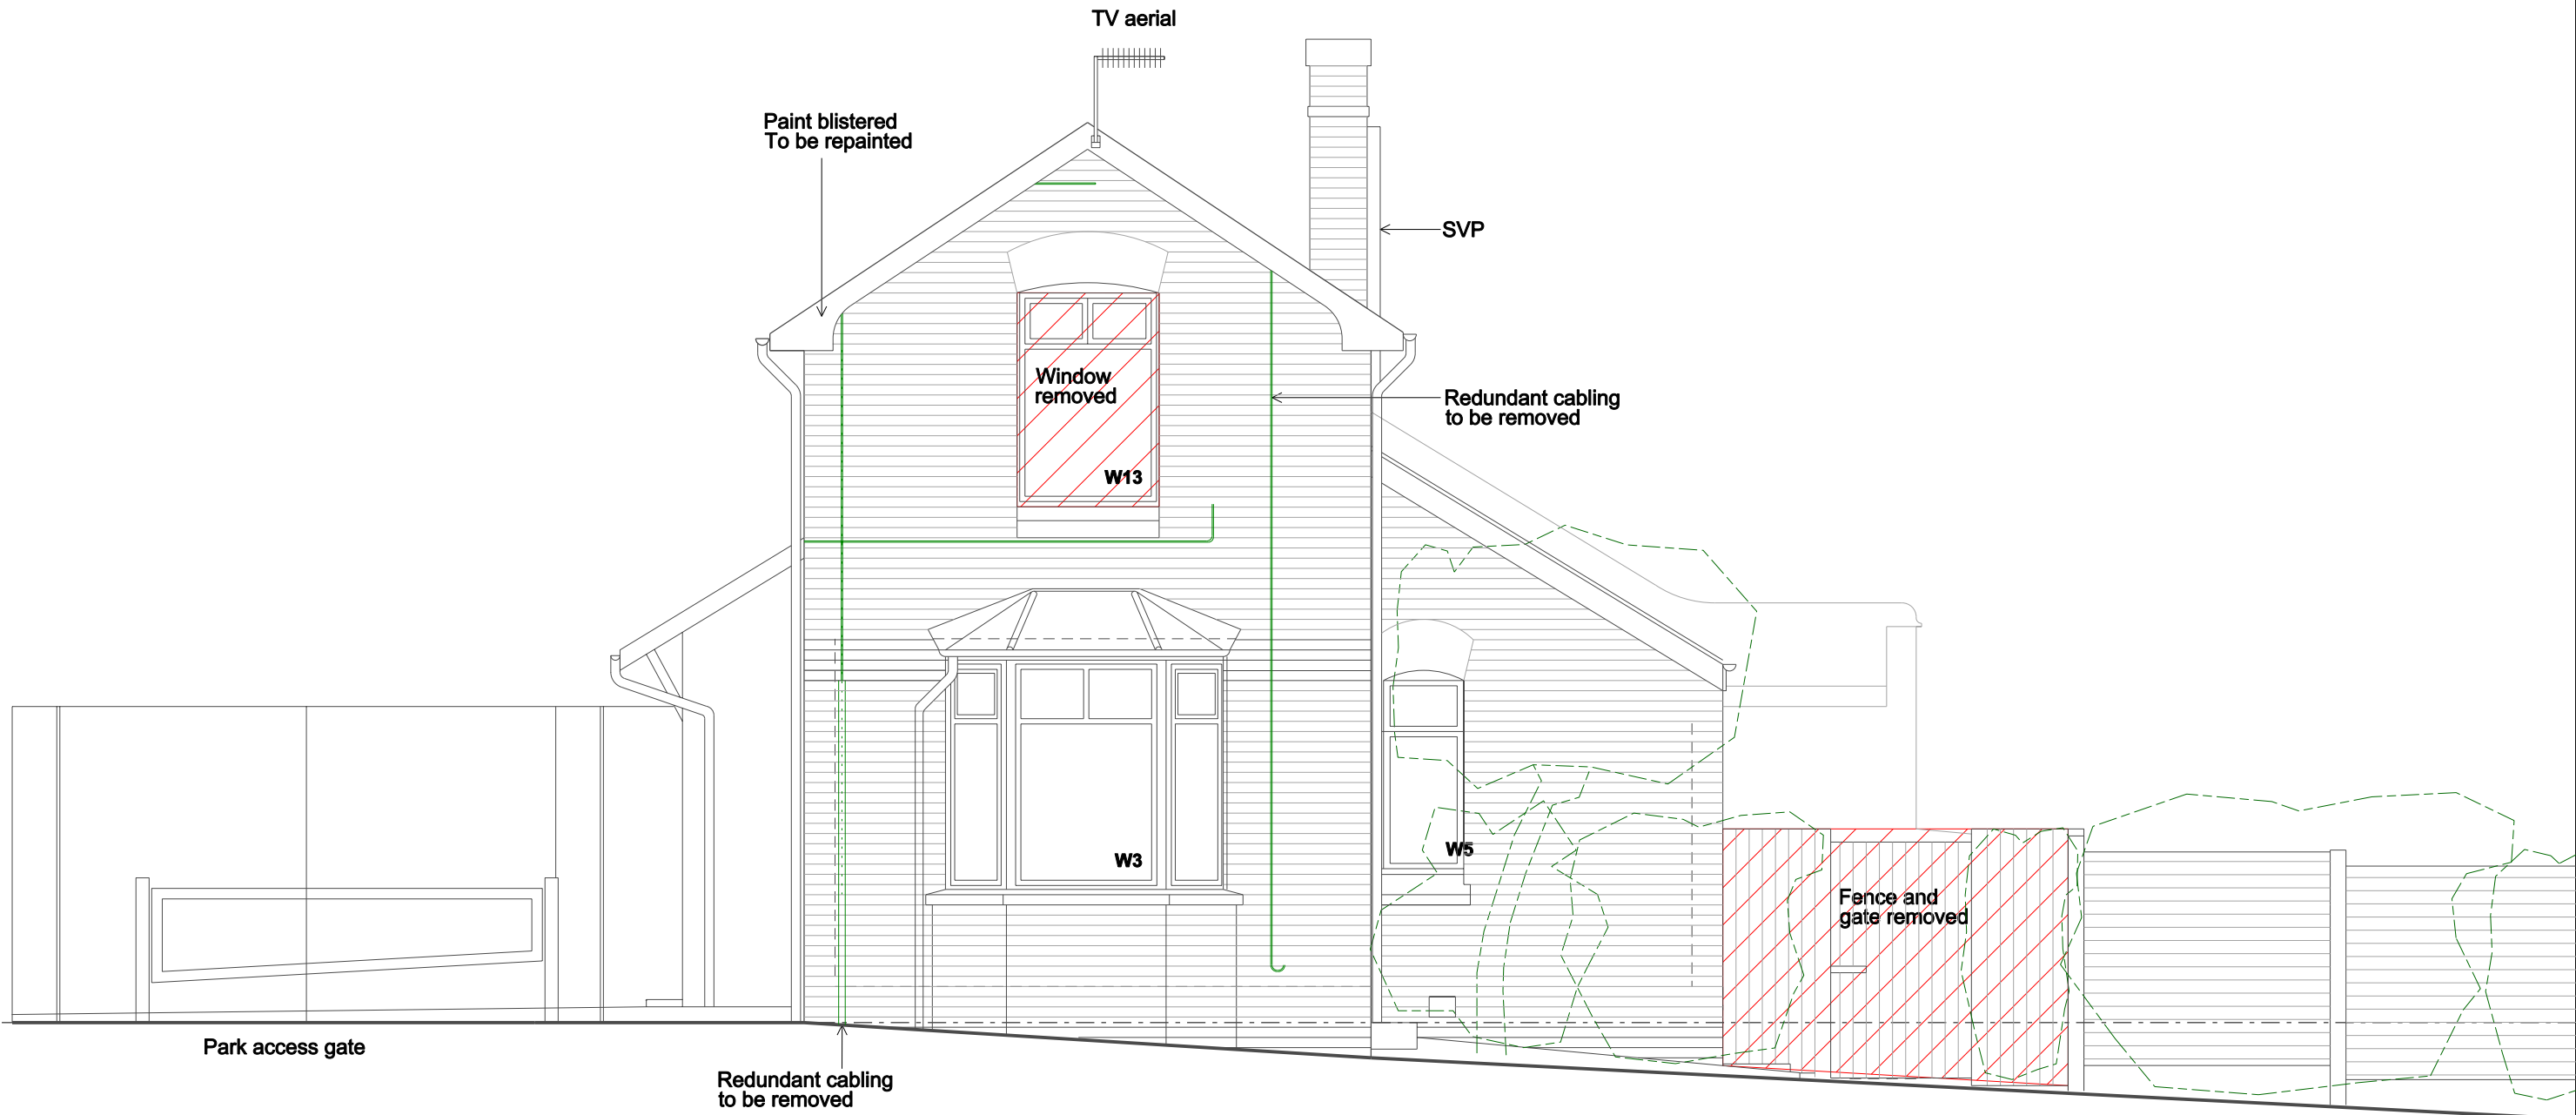 TV aerial
Paint blistered
To be repainted
SVP
Window
removed
Redundant cabling
to be removed
W13
W3
W5
Fence and
gate removed
Park access gate
Redundant cabling
to be removed